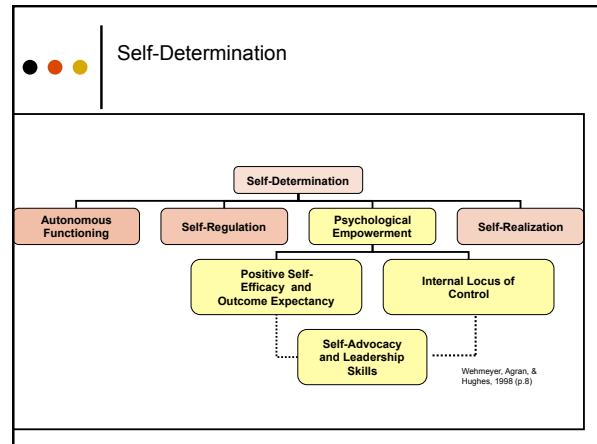 Self-Determination
Self-Determination
Autonomous
Functioning
Self-Regulation
Psychological
Empowerment
Self-Realization
Positive Self-
Efficacy and
Outcome Expectancy
Internal Locus of
Control
Self-Advocacy
and Leadership
Skills
Wehmeyer, Agran, &
Hughes, 1998 (p.8)